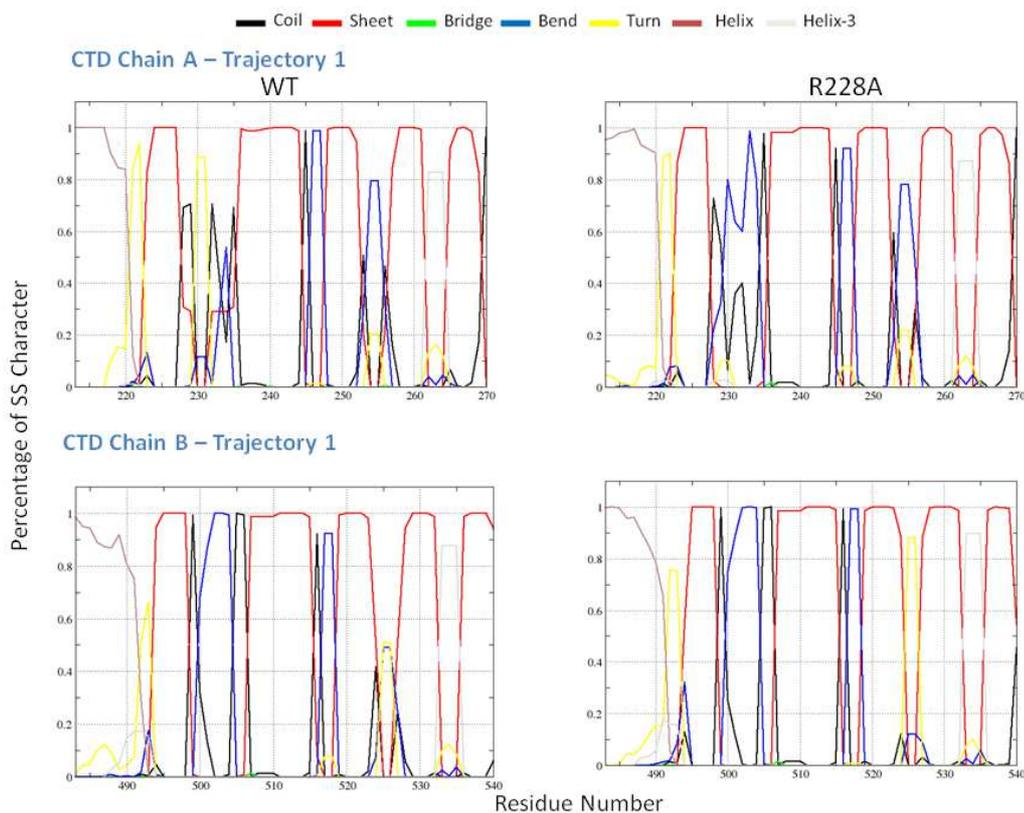 Coil Sheet Bridge Bend Turn Helix Helix-3
CTD Chain A – Trajectory 1
WT R228A
1 1
0.8 0.8
0.6 0.6
0.4 0.4
0.2 0.2
0 0
220 230 240 250 260 270 220 230 240 250 260 270
CTD Chain B – Trajectory 1
1 1
0.8 0.8
0.6 0.6
0.4 0.4
0.2 0.2
0 0
490 500 510 520 530 540 490 500 510 520 530 540
Percentage of SS Character
Residue Number